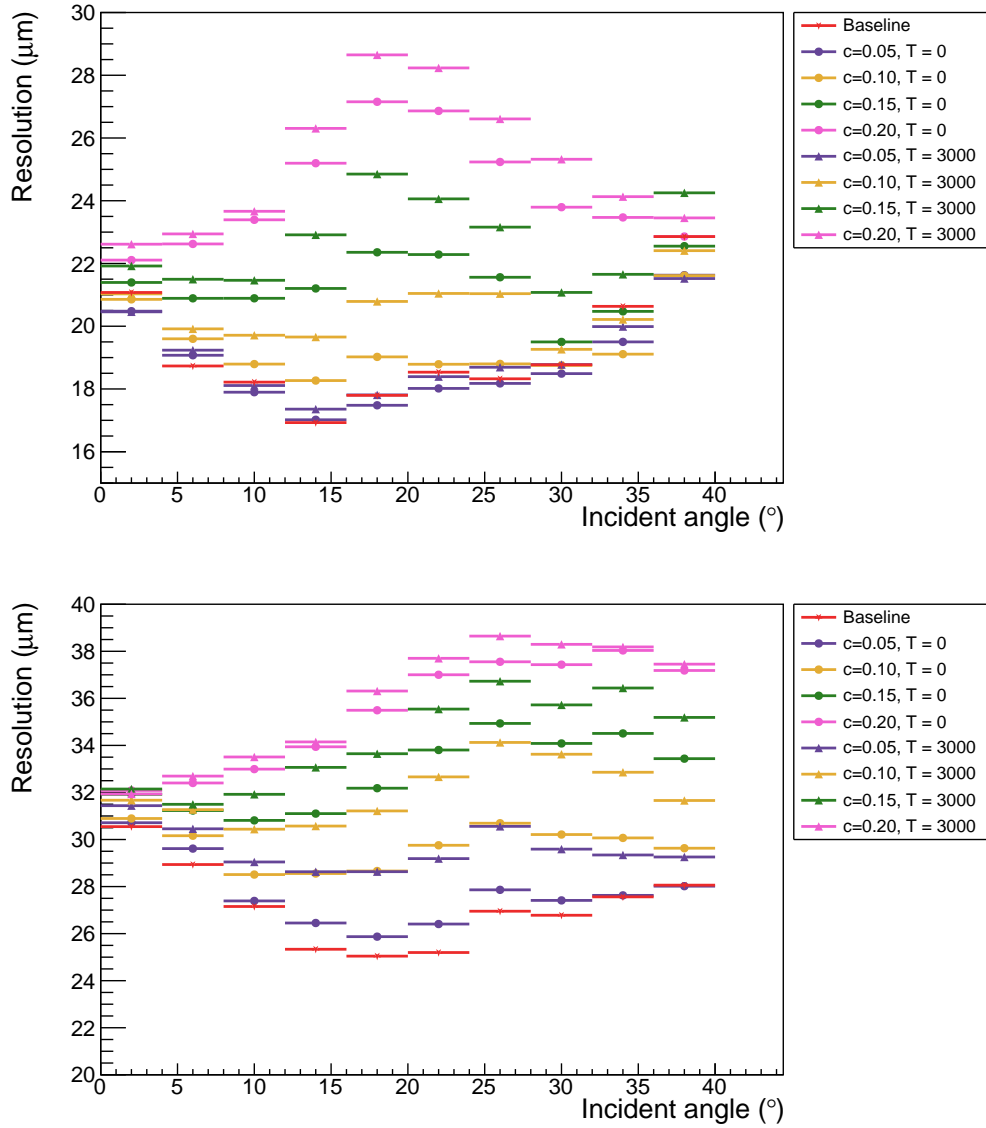 Resolution (μm)
30
28
26
24
22
20
18
16
0 5 10 15 20 25 30 35 40
Incident angle (°)
Baseline
c=0.05, T = 0
c=0.10, T = 0
c=0.15, T = 0
c=0.20, T = 0
c=0.05, T = 3000
c=0.10, T = 3000
c=0.15, T = 3000
c=0.20, T = 3000
Resolution (μm)
40
38
36
34
32
30
28
26
24
22
20
0 5 10 15 20 25 30 35 40
Incident angle (°)
Baseline
c=0.05, T = 0
c=0.10, T = 0
c=0.15, T = 0
c=0.20, T = 0
c=0.05, T = 3000
c=0.10, T = 3000
c=0.15, T = 3000
c=0.20, T = 3000